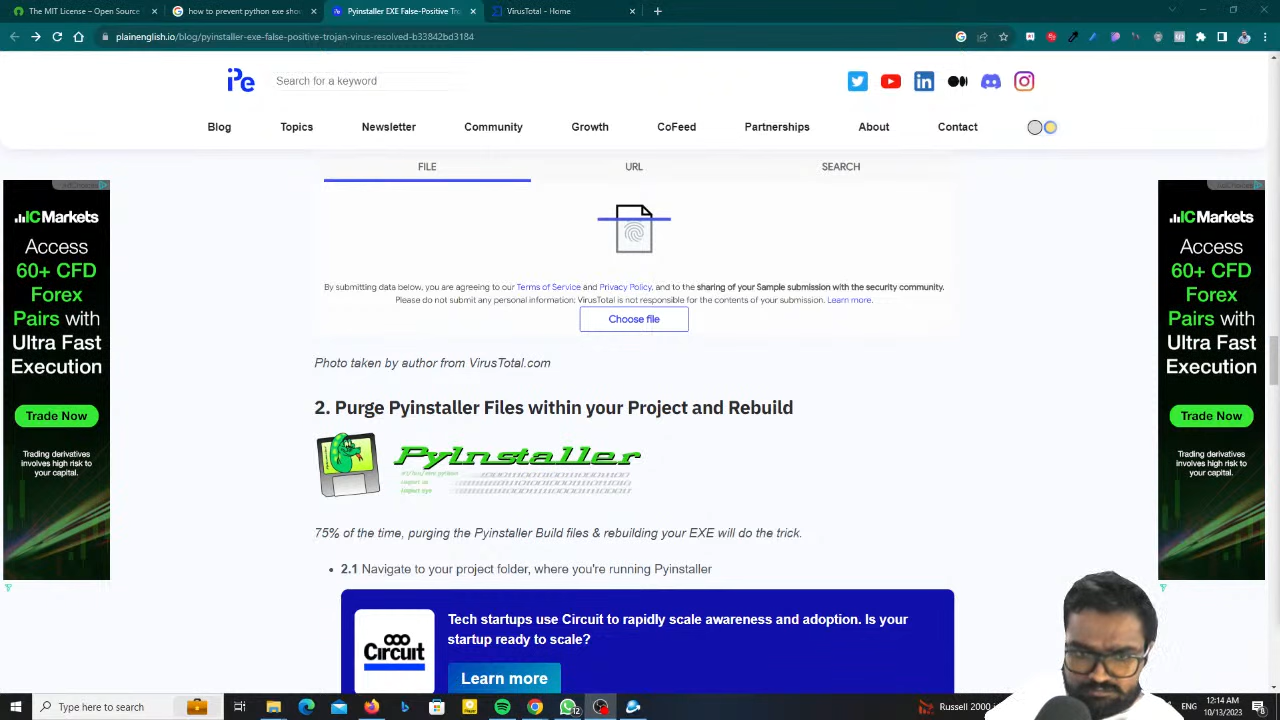 The MIT License - Open Source
how to prevent python exe sho
Pyinstaller EXE False-Positive Tro
VirusTotal - Home
plainenglish.io/blog/pyinstaller-exe-false-positive-trojan-virus-resolved-b33842bd3184
Search for a keyword
Blog
Topics
Newsletter
Community
Growth
CoFeed
Partnerships
About
Contact
FILE
URL
SEARCH
By submitting data below, you are agreeing to our Terms of Service and Privacy Policy, and to the sharing of your Sample submission with the security community.
Please do not submit any personal information; VirusTotal is not responsible for the contents of your submission. Learn more.
Choose file
Photo taken by author from VirusTotal.com
2. Purge Pyinstaller Files within your Project and Rebuild
PyInstaller
75% of the time, purging the Pyinstaller Build files & rebuilding your EXE will do the trick.
2.1 Navigate to your project folder, where you're running Pyinstaller
Circuit
Tech startups use Circuit to rapidly scale awareness and adoption. Is your
startup ready to scale?
Learn more
IC Markets
Access
60+ CFD
Forex
Pairs with
Ultra Fast
Execution
Trade Now
Trading derivatives
involves high risk to
your capital.
IC Markets
Access
60+ CFD
Forex
Pairs with
Ultra Fast
Execution
Trade Now
Trading derivatives
involves high risk to
your capital.
Type here to search
12
Russell 2000
ENG
12:14 AM
10/13/2023